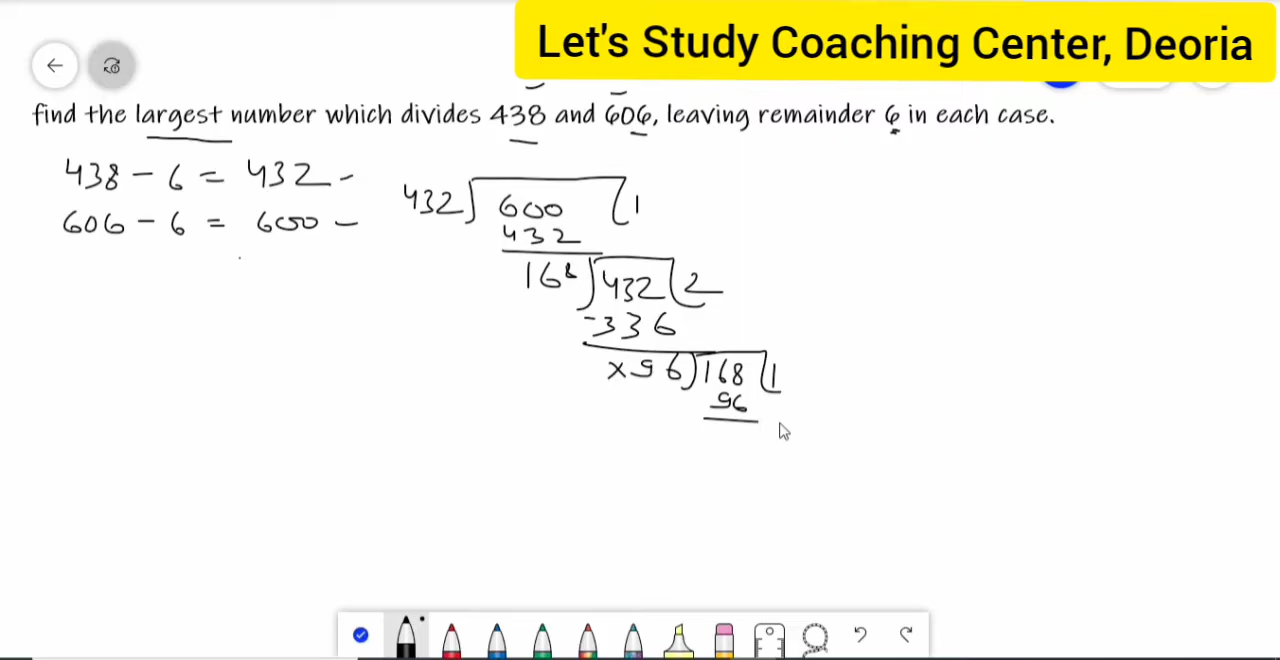 Let's Study Coaching Center, Deoria
find the largest number which divides 438 and 606, leaving remainder 6 in each case.
438 - 6 = 432 -
606 - 6 = 600 -
432) 600 (1
432
168) 432 (2
-336
x96) 168 (1
96